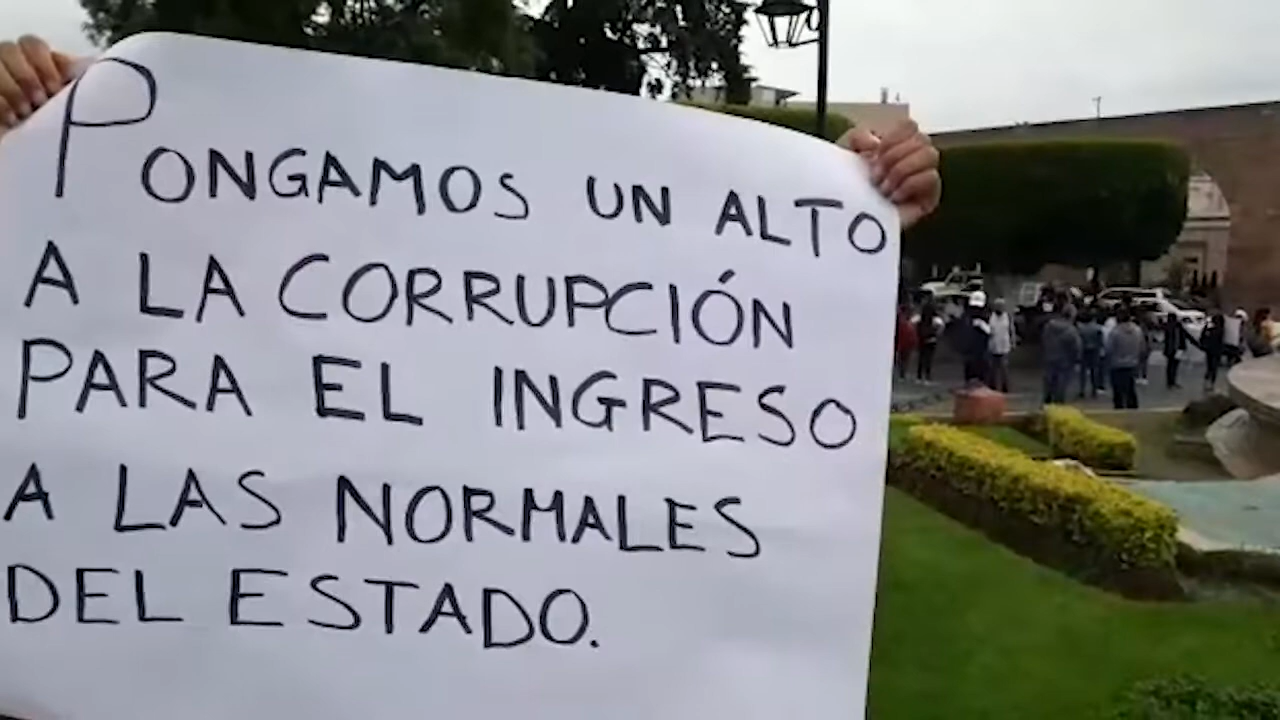 PONGAMOS UN ALTO
A LA CORRUPCIÓN
PARA EL INGRESO
A LAS NORMALES
DEL ESTADO.